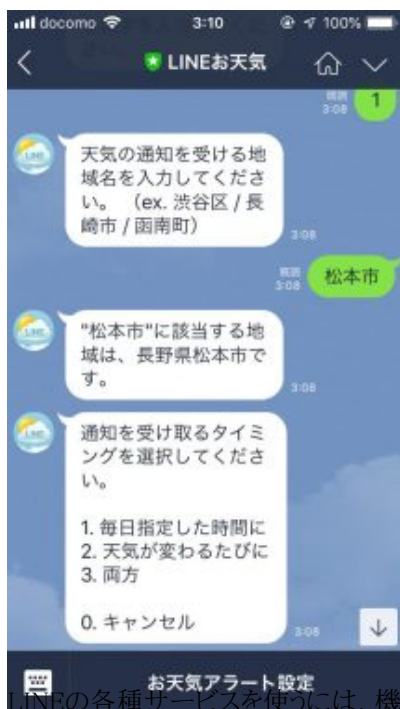 docomo 3:10 100%
LINEお天気
既読
3:08 1
天気の通知を受ける地
域名を入力してくださ
い。 (ex. 渋谷区 / 長
崎市 / 函南町)
3:08
既読
3:08 松本市
"松本市"に該当する地
域は、長野県松本市で
す。
3:08
通知を受け取るタイミ
ングを選択してくださ
い。
1. 毎日指定した時間に
2. 天気が変わるたびに
3. 両方
0. キャンセル
3:08
お天気アラート設定
LINEの各種サービスを使うには、機